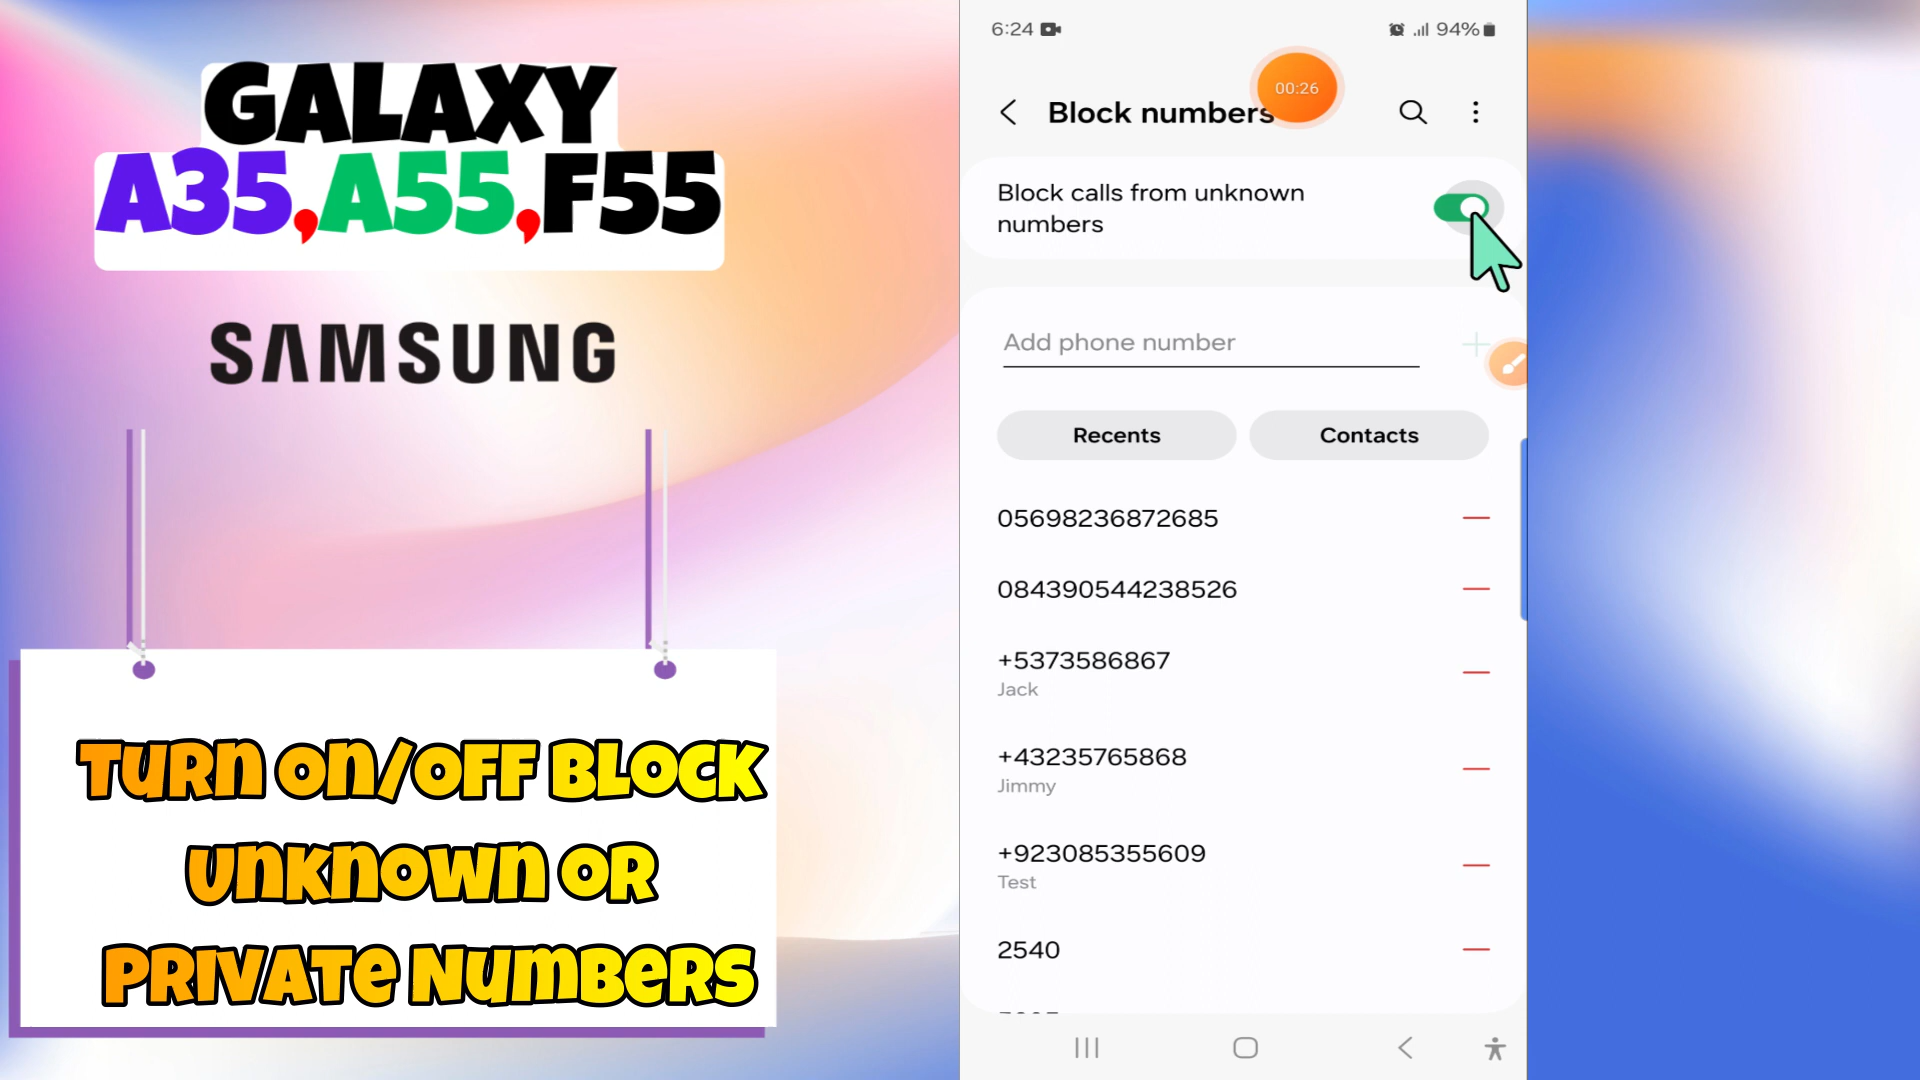 GALAXY
A35,A55,F55
SAMSUNG
TURN ON/OFF BLOCK
UNKNOWN OR
PRIVATE NUMBERS
6:24
94%
00:26
Block numbers
Block calls from unknown
numbers
Add phone number
Recents
Contacts
05698236872685
084390544238526
+5373586867
Jack
+43235765868
Jimmy
+923085355609
Test
2540